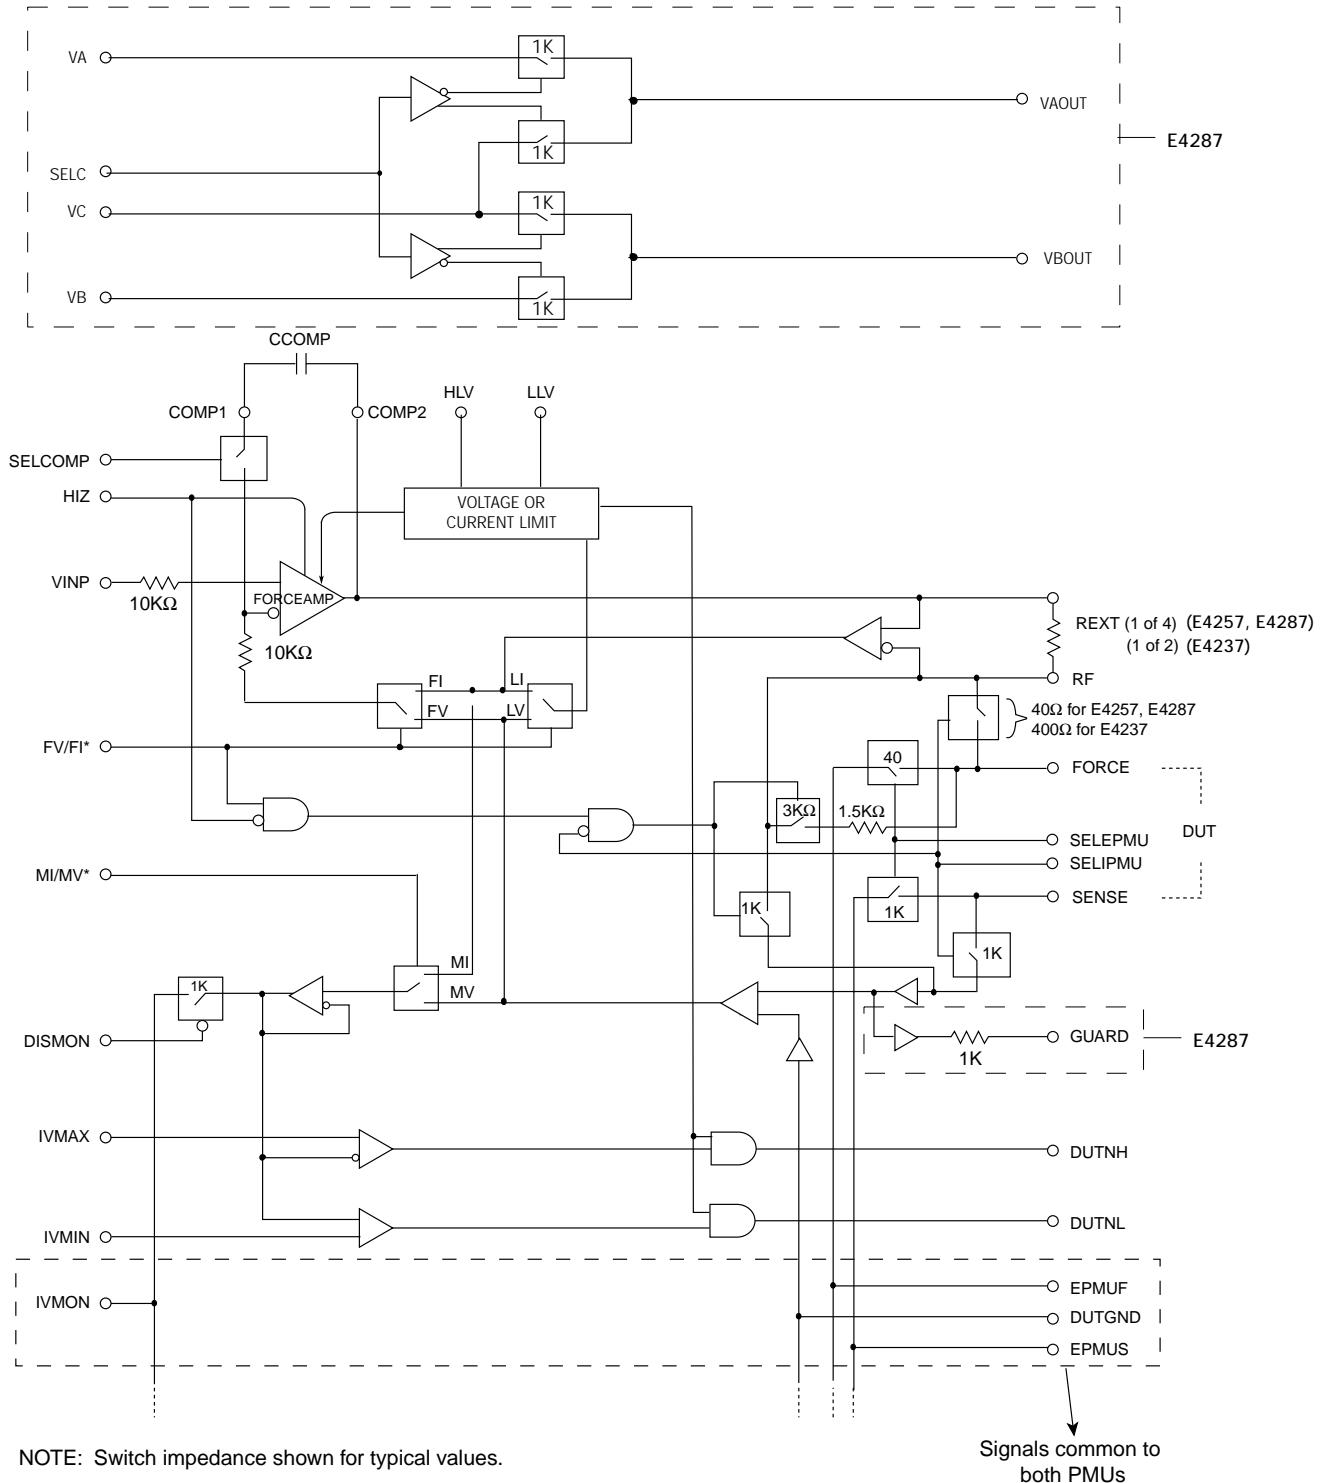 1K
VA
VAOUT
E4287
1K
SELC
1K
VC
VBOUT
VB
1K
CCOMP
HLV
LLV
COMP1
COMP2
SELCOMP
HIZ
VOLTAGE OR
CURRENT LIMIT
VINP
10KΩ
FORCEAMP
REXT (1 of 4) (E4257, E4287)
(1 of 2) (E4237)
10KΩ
RF
FI
LI
FV
LV
40Ω for E4257, E4287
400Ω for E4237
FV/FI*
40
FORCE
3KΩ
1.5KΩ
SELEPMU
DUT
SELIPMU
MI/MV*
SENSE
1K
1K
1K
MI
MV
1K
DISMON
GUARD
1K
E4287
IVMAX
DUTNH
DUTNL
IVMIN
EPMUF
IVMON
DUTGND
EPMUS
NOTE: Switch impedance shown for typical values.
Signals common to
both PMUs